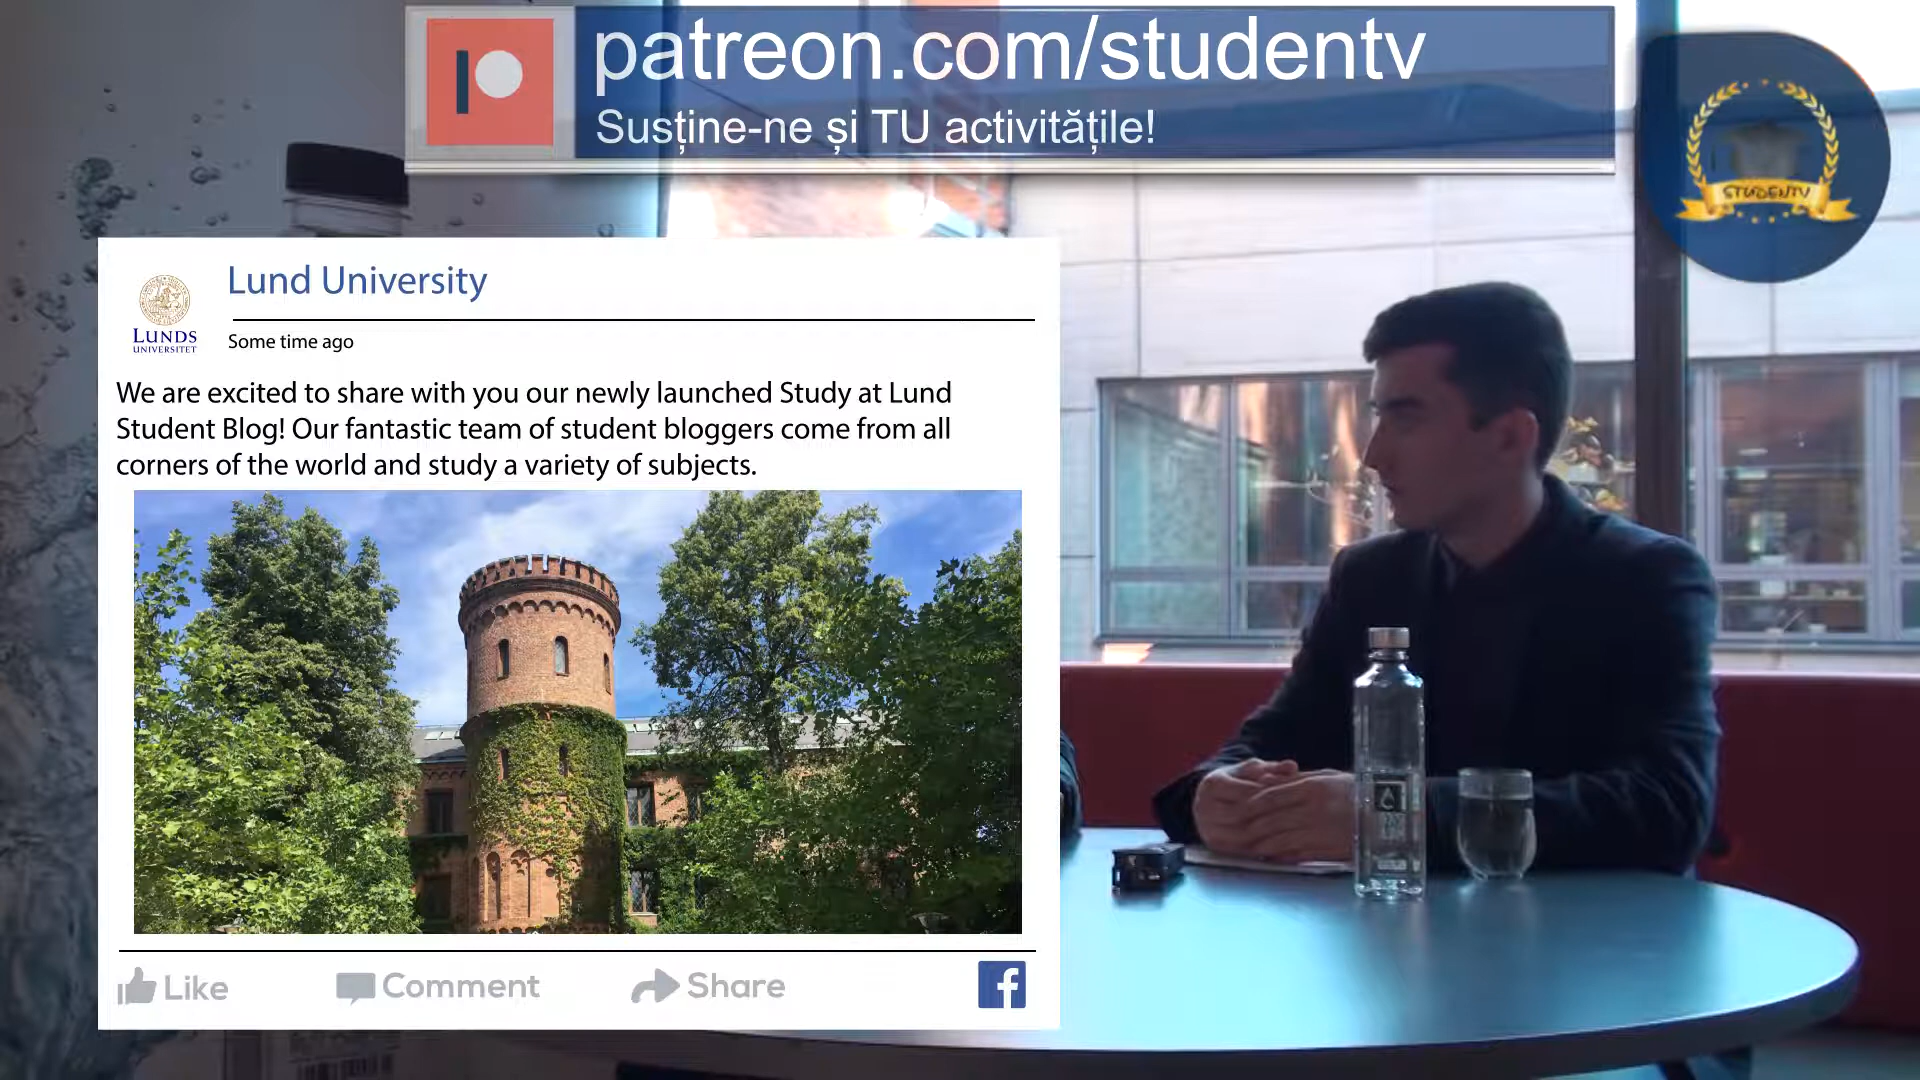 patreon.com/studentv
Susține-ne și TU activitățile!
STUDENTV
Lund University
LUNDS
UNIVERSITET
Some time ago
We are excited to share with you our newly launched Study at Lund
Student Blog! Our fantastic team of student bloggers come from all
corners of the world and study a variety of subjects.
Like
Comment
Share